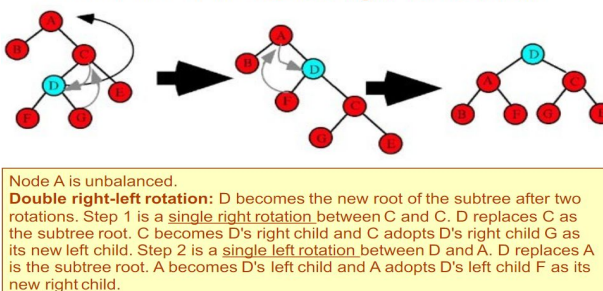 A
B
C
D
E
F
G
A
B
D
F
C
G
E
D
A
C
B
F
G
Node A is unbalanced.
Double right-left rotation: D becomes the new root of the subtree after two
rotations. Step 1 is a single right rotation between C and C. D replaces C as
the subtree root. C becomes D's right child and C adopts D's right child G as
its new left child. Step 2 is a single left rotation between D and A. D replaces A
is the subtree root. A becomes D's left child and A adopts D's left child F as its
new right child.